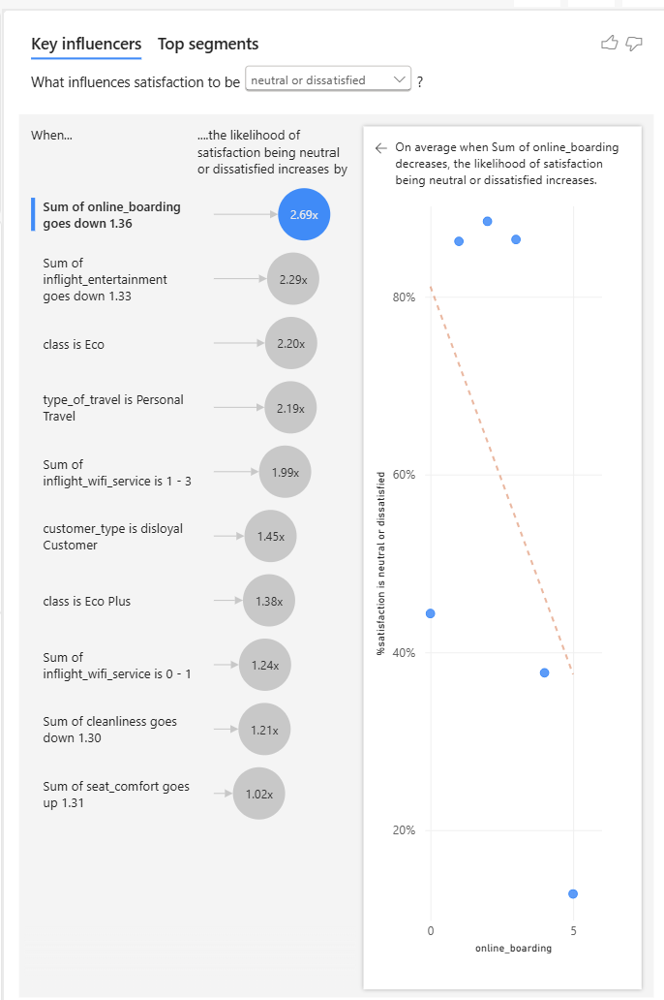 Key influencers Top segments
What influences satisfaction to be neutral or dissatisfied ?
When...
....the likelihood of
satisfaction being neutral
or dissatisfied increases by
Sum of online_boarding
goes down 1.36
2.69x
Sum of
inflight_entertainment
goes down 1.33
2.29x
class is Eco
2.20x
type_of_travel is Personal
Travel
2.19x
Sum of
inflight_wifi_service is 1 - 3
1.99x
customer_type is disloyal
Customer
1.45x
class is Eco Plus
1.38x
Sum of
inflight_wifi_service is 0 - 1
1.24x
Sum of cleanliness goes
down 1.30
1.21x
Sum of seat_comfort goes
up 1.31
1.02x
On average when Sum of online_boarding
decreases, the likelihood of satisfaction
being neutral or dissatisfied increases.
%satisfaction is neutral or dissatisfied
80%
60%
40%
20%
0 5
online_boarding